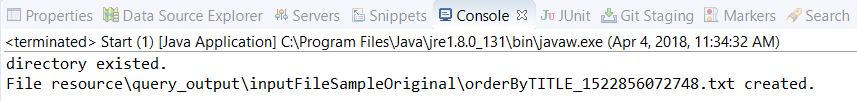 Properties Data Source Explorer Servers Snippets Console JUnit Git Staging Markers Search
<terminated> Start (1) [Java Application] C:\Program Files\Java\jre1.8.0_131\bin\javaw.exe (Apr 4, 2018, 11:34:32 AM)
directory existed.
File resource\query_output\inputFileSampleOriginal\orderByTITLE_1522856072748.txt created.